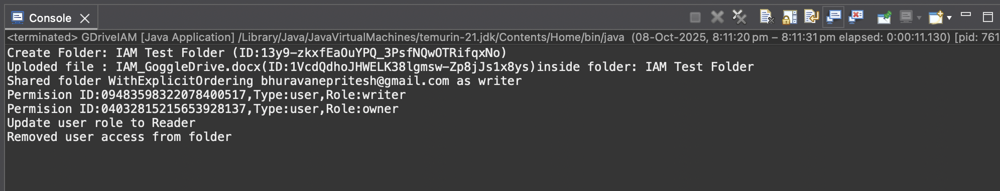 Console
<terminated> GDriveIAM [Java Application] /Library/Java/JavaVirtualMachines/temurin-21.jdk/Contents/Home/bin/java (08-Oct-2025, 8:11:20 pm – 8:11:31 pm elapsed: 0:00:11.130) [pid: 761
Create Folder: IAM Test Folder (ID:13y9-zkxfEaOuYPQ_3PsfNQwOTRifqxNo)
Uploded file : IAM_GoggleDrive.docx(ID:1VcdQdhoJHWELK38lgmsw-Zp8jJs1x8ys)inside folder: IAM Test Folder
Shared folder WithExplicitOrdering bhuravanepritesh@gmail.com as writer
Permision ID:09483598322078400517,Type:user,Role:writer
Permision ID:04032815215653928137,Type:user,Role:owner
Update user role to Reader
Removed user access from folder